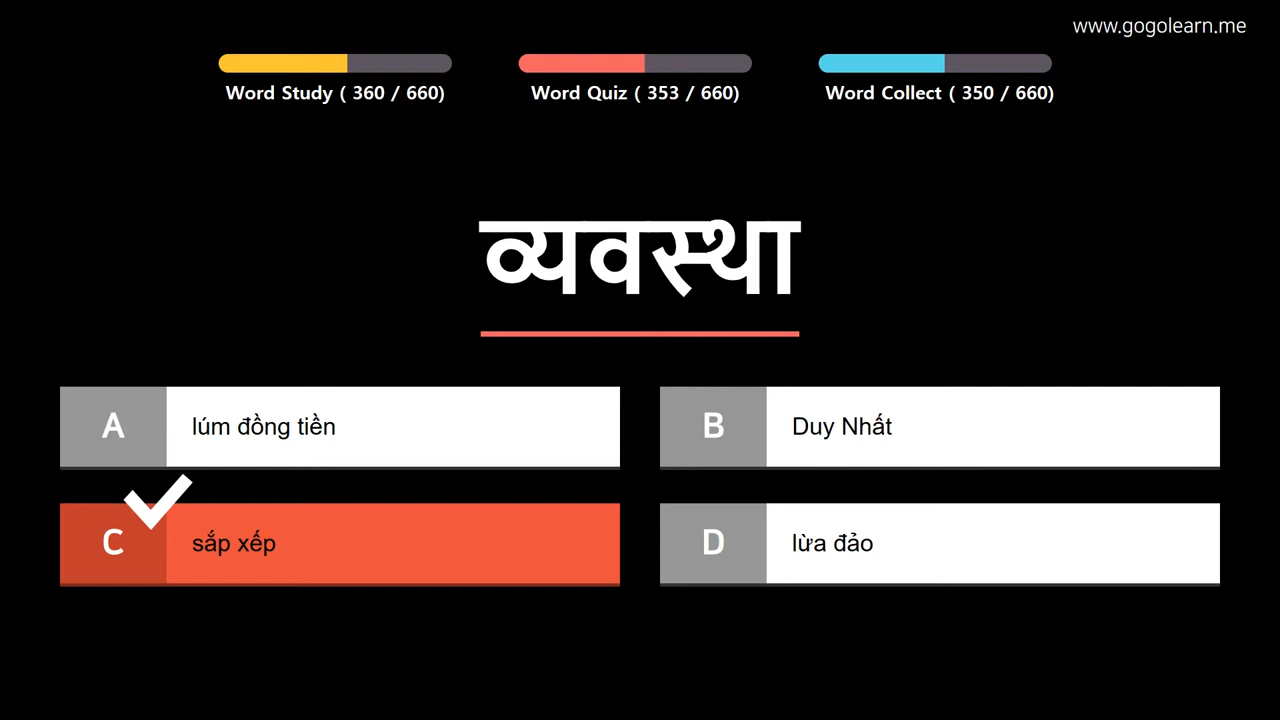 www.gogolearn.me
Word Study ( 360 / 660)
Word Quiz ( 353 / 660)
Word Collect ( 350 / 660)
व्यवस्था
A lúm đồng tiền
B Duy Nhất
C sắp xếp
D lừa đảo